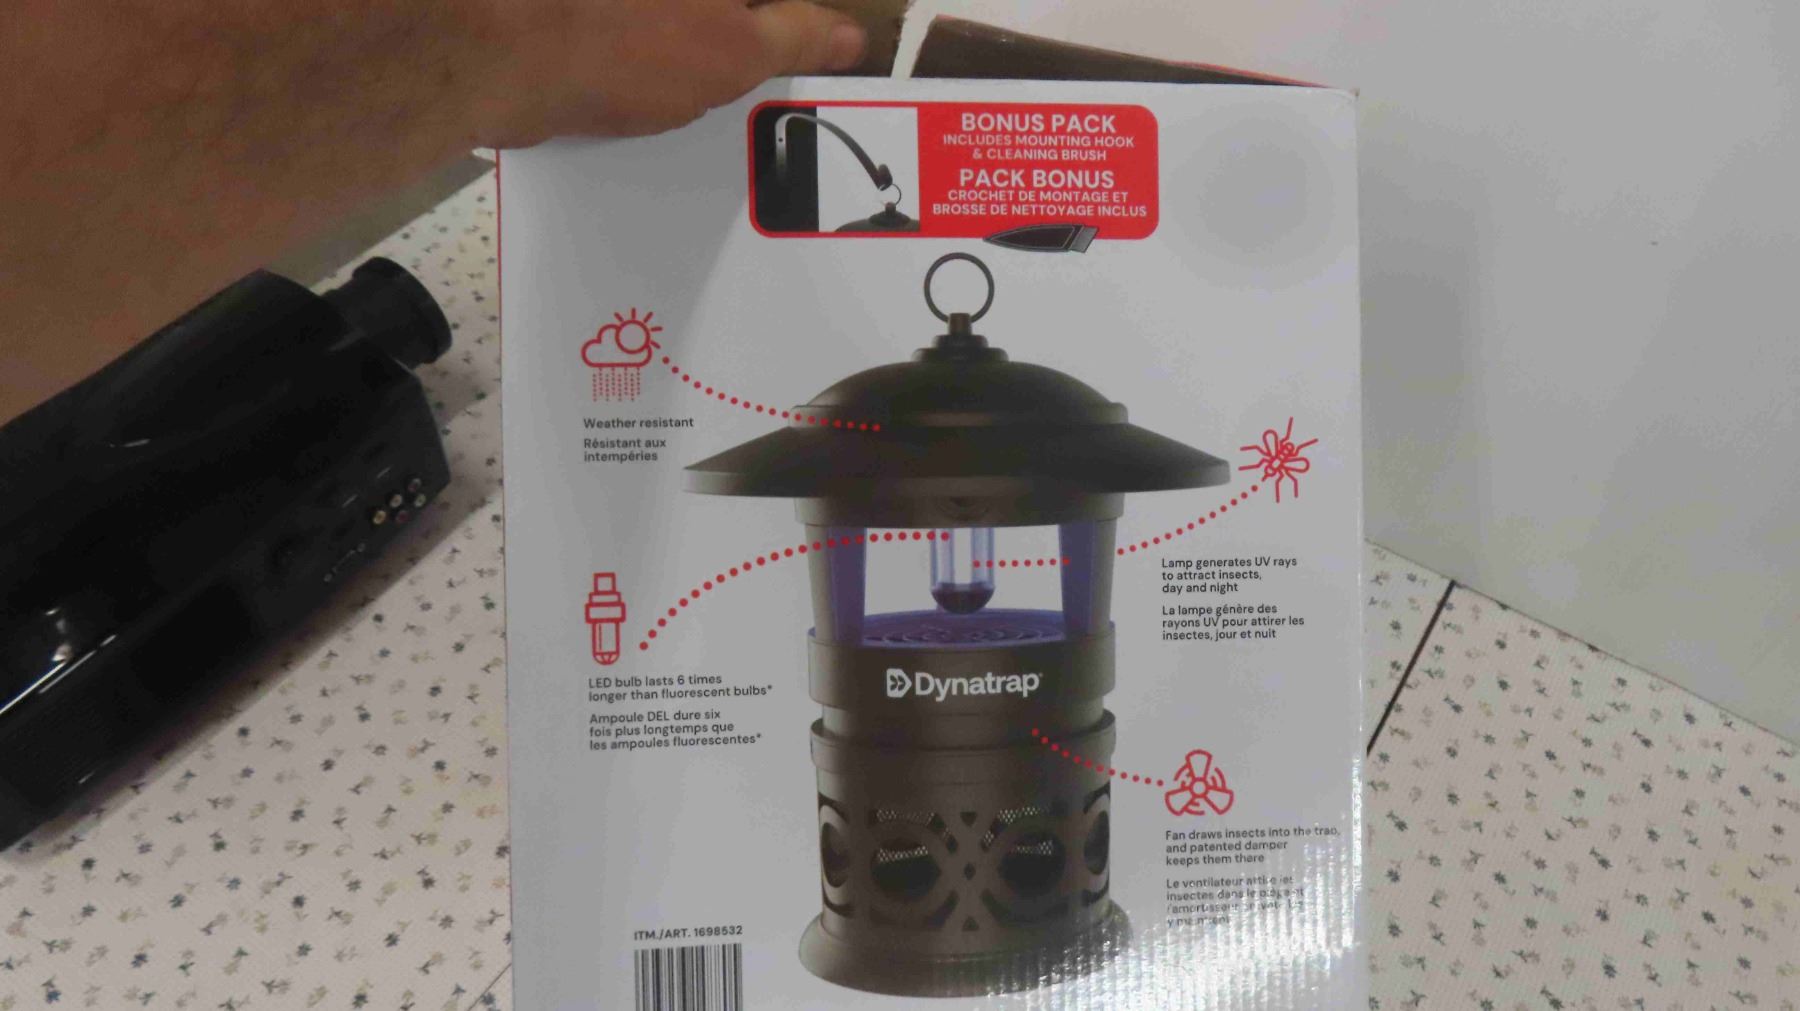 BONUS PACK
INCLUDES MOUNTING HOOK
& CLEANING BRUSH
PACK BONUS
CROCHET DE MONTAGE ET
BROSSE DE NETTOYAGE INCLUS
Weather resistant
Résistant aux
intempéries
Lamp generates UV rays
to attract insects,
day and night
La lampe génère des
rayons UV pour attirer les
insectes, jour et nuit
LED bulb lasts 6 times
longer than fluorescent bulbs*
Ampoule DEL dure six
fois plus longtemps que
les ampoules fluorescentes*
Dynatrap
Fan draws insects into the trap,
and patented damper
keeps them there
Le ventilateur attire les
insectes dans le
ITM./ART. 1698532